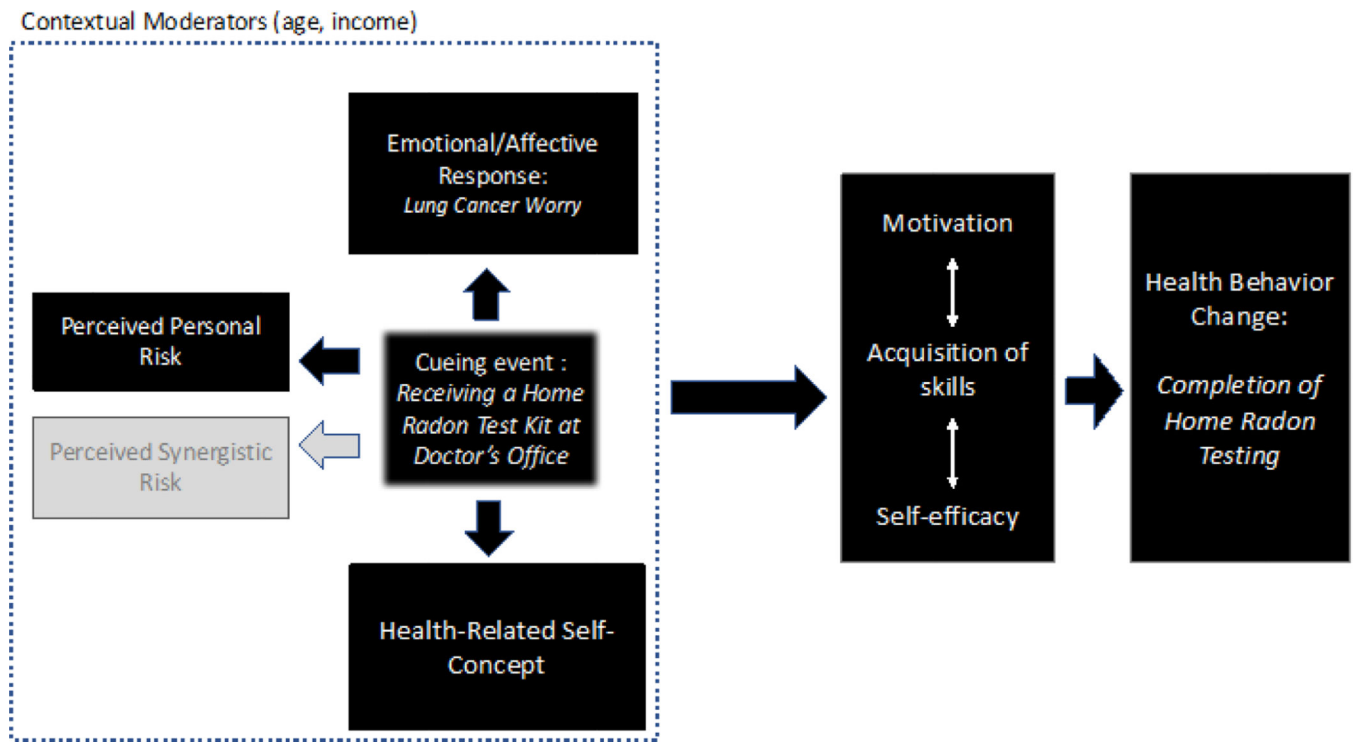 Contextual Moderators (age, income)
Emotional/Affective
Response:
Lung Cancer Worry
Perceived Personal
Risk
Cueing event :
Receiving a Home
Radon Test Kit at
Doctor's Office
Perceived Synergistic
Risk
Health-Related Self-
Concept
Motivation
Acquisition of
skills
Self-efficacy
Health Behavior
Change:
Completion of
Home Radon
Testing